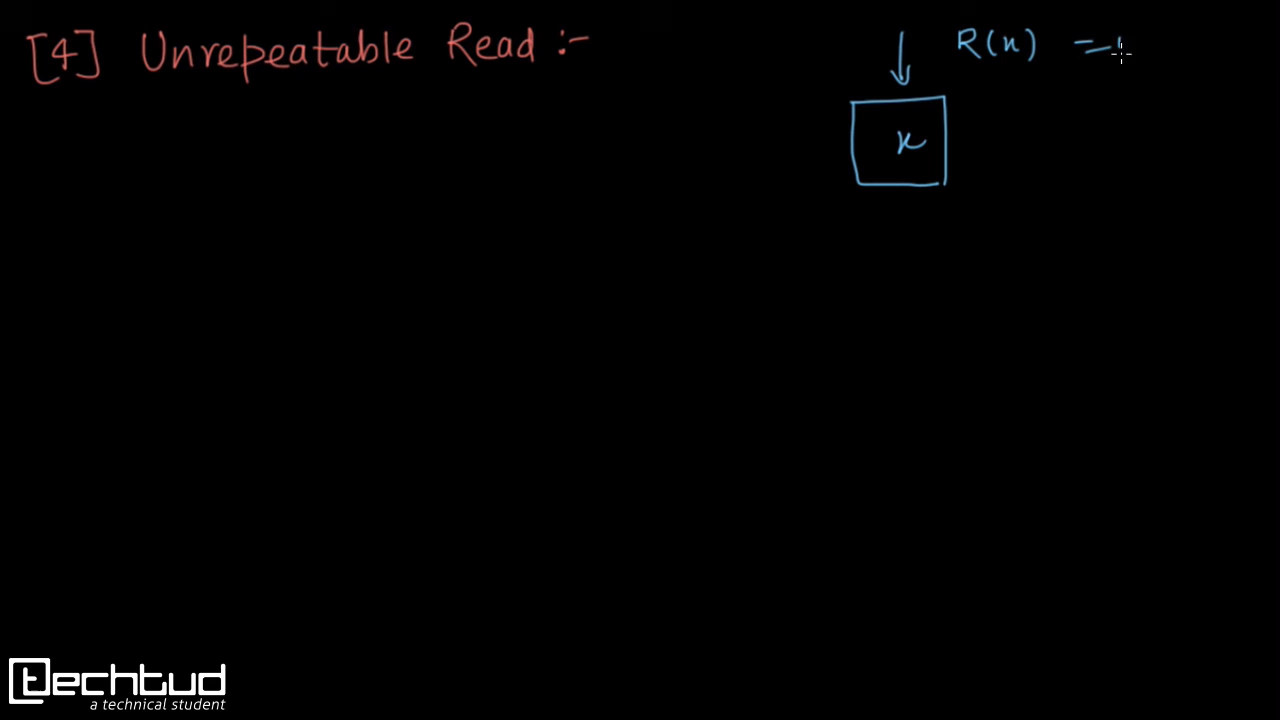 [4] Unrepeatable Read :-
R(x) =
x
techtud
a technical student